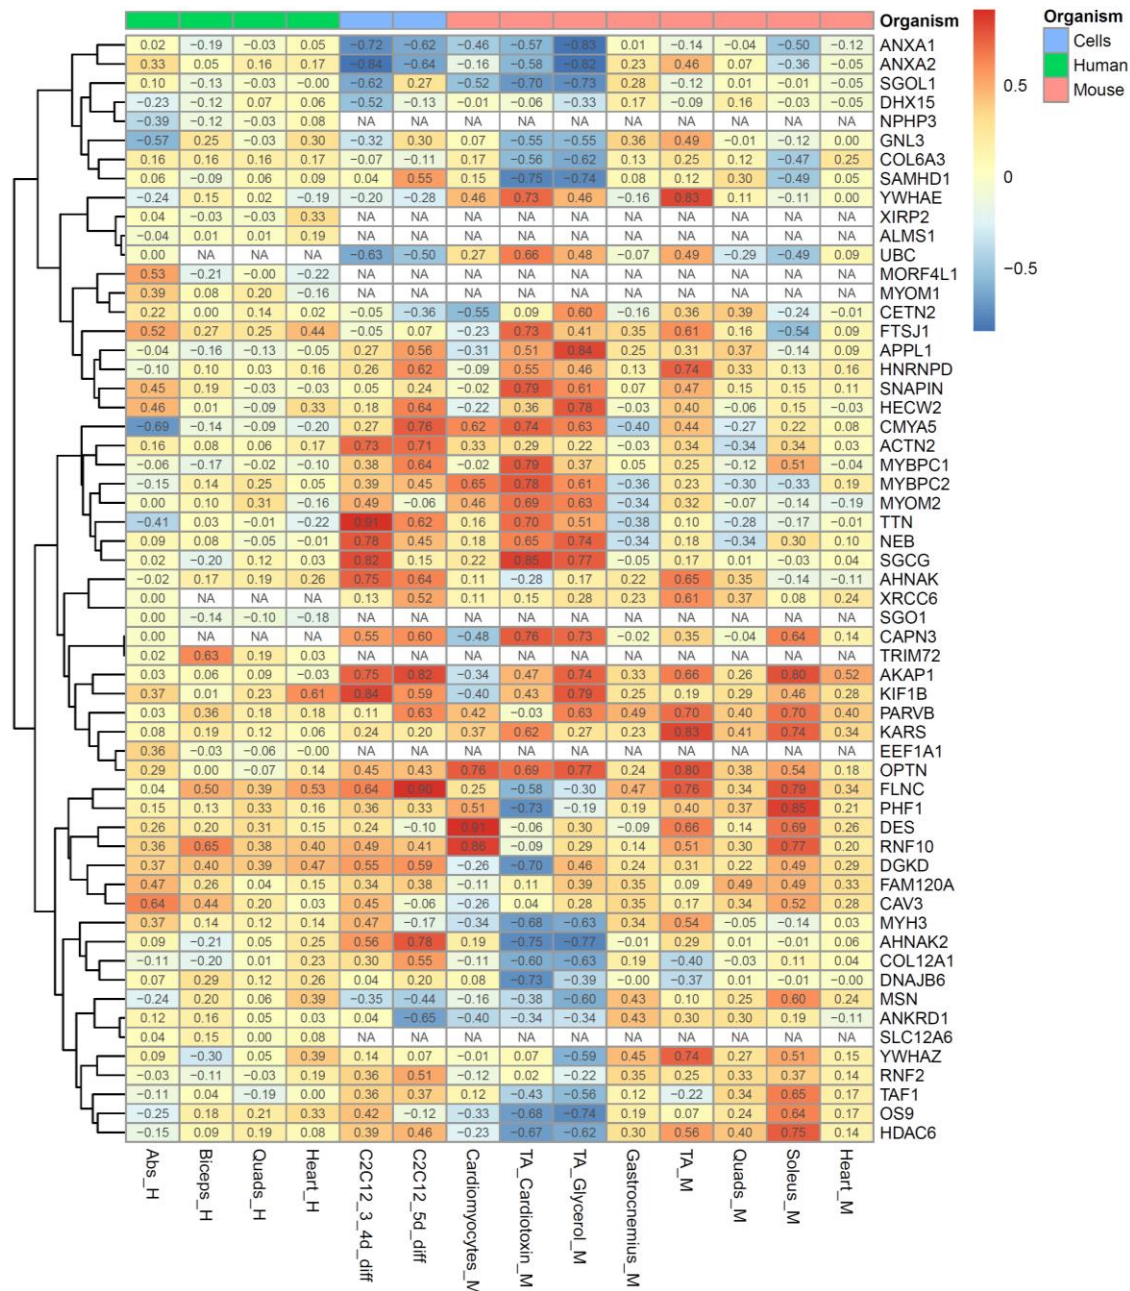 Organism
ANXA1 0.02 −0.19 −0.03 0.05 −0.72 −0.62 −0.46 −0.57 −0.83 0.01 −0.14 −0.04 −0.50 −0.12
ANXA2 0.33 0.05 0.16 0.17 −0.84 −0.64 −0.16 −0.58 −0.82 0.23 0.46 0.07 −0.36 −0.05
SGOL1 0.10 −0.13 −0.03 −0.00 −0.62 0.27 −0.52 −0.70 −0.73 0.28 −0.12 0.01 −0.01 −0.05
DHX15 −0.23 −0.12 0.07 0.06 −0.52 −0.13 −0.01 −0.06 −0.33 0.17 −0.09 0.16 −0.03 −0.05
NPHP3 −0.39 −0.12 −0.03 0.08 NA NA NA NA NA NA NA NA NA NA
GNL3 −0.57 0.25 −0.03 0.30 −0.32 0.30 0.07 −0.55 −0.55 0.36 0.49 −0.01 −0.12 0.00
COL6A3 0.16 0.16 0.16 0.17 −0.07 −0.11 0.17 −0.56 −0.62 0.13 0.25 0.12 −0.47 0.25
SAMHD1 0.06 −0.09 0.06 0.09 0.04 0.55 0.15 −0.75 −0.74 0.08 0.12 0.30 −0.49 0.05
YWHAE −0.24 0.15 0.02 −0.19 −0.20 −0.28 0.46 0.73 0.46 −0.16 0.83 0.11 −0.11 0.00
XIRP2 0.04 −0.03 −0.03 0.33 NA NA NA NA NA NA NA NA NA NA
ALMS1 −0.04 0.01 0.01 0.19 NA NA NA NA NA NA NA NA NA NA
UBC 0.00 NA NA NA −0.63 −0.50 0.27 0.66 0.48 −0.07 0.49 −0.29 −0.49 0.09
MORF4L1 0.53 −0.21 −0.00 −0.22 NA NA NA NA NA NA NA NA NA NA
MYOM1 0.39 0.08 0.20 −0.16 NA NA NA NA NA NA NA NA NA NA
CETN2 0.22 0.00 0.14 0.02 −0.05 −0.36 −0.55 0.09 0.60 −0.16 0.36 0.39 −0.24 −0.01
FTSJ1 0.52 0.27 0.25 0.44 −0.05 0.07 −0.23 0.73 0.41 0.35 0.61 0.16 −0.54 0.09
APPL1 −0.04 −0.16 −0.13 −0.05 0.27 0.56 −0.31 0.51 0.84 0.25 0.31 0.37 −0.14 0.09
HNRNPD −0.10 0.10 0.03 0.16 0.26 0.62 −0.09 0.55 0.46 0.13 0.74 0.33 0.13 0.16
SNAPIN 0.45 0.19 −0.03 −0.03 0.05 0.24 −0.02 0.79 0.61 0.07 0.47 0.15 0.15 0.11
HECW2 0.46 0.01 −0.09 0.33 0.18 0.64 −0.22 0.36 0.78 −0.03 0.40 −0.06 0.15 −0.03
CMYA5 −0.69 −0.14 −0.09 −0.20 0.27 0.76 0.62 0.74 0.63 −0.40 0.44 −0.27 0.22 0.08
ACTN2 0.16 0.08 0.06 0.17 0.73 0.71 0.33 0.29 0.22 −0.03 0.34 −0.34 0.34 0.03
MYBPC1 −0.06 −0.17 −0.02 −0.10 0.38 0.64 −0.02 0.79 0.37 0.05 0.25 −0.12 0.51 −0.04
MYBPC2 −0.15 0.14 0.25 0.05 0.39 0.45 0.65 0.78 0.61 −0.36 0.23 −0.30 −0.33 0.19
MYOM2 0.00 0.10 0.31 −0.16 0.49 −0.06 0.46 0.69 0.63 −0.34 0.32 −0.07 −0.14 −0.19
TTN −0.41 0.03 −0.01 −0.22 0.91 0.62 0.16 0.70 0.51 −0.38 0.10 −0.28 −0.17 −0.01
NEB 0.09 0.08 −0.05 −0.01 0.78 0.45 0.18 0.65 0.74 −0.34 0.18 −0.34 0.30 0.10
SGCG 0.02 −0.20 0.12 0.03 0.82 0.15 0.22 0.85 0.77 −0.05 0.17 0.01 −0.03 0.04
AHNAK −0.02 0.17 0.19 0.26 0.75 0.64 0.11 −0.28 0.17 0.22 0.65 0.35 −0.14 −0.11
XRCC6 0.00 NA NA NA 0.13 0.52 0.11 0.15 0.28 0.23 0.61 0.37 0.08 0.24
SGO1 0.00 −0.14 −0.10 −0.18 NA NA NA NA NA NA NA NA NA NA
CAPN3 0.00 NA NA NA 0.55 0.60 −0.48 0.76 0.73 −0.02 0.35 −0.04 0.64 0.14
TRIM72 0.02 0.63 0.19 0.03 NA NA NA NA NA NA NA NA NA NA
AKAP1 0.03 0.06 0.09 −0.03 0.75 0.82 −0.34 0.47 0.74 0.33 0.66 0.26 0.80 0.52
KIF1B 0.37 0.01 0.23 0.61 0.84 0.59 −0.40 0.43 0.79 0.25 0.19 0.29 0.46 0.28
PARVB 0.03 0.36 0.18 0.18 0.11 0.63 0.42 −0.03 0.63 0.49 0.70 0.40 0.70 0.40
KARS 0.08 0.19 0.12 0.06 0.24 0.20 0.37 0.62 0.27 0.23 0.83 0.41 0.74 0.34
EEF1A1 0.36 −0.03 −0.06 −0.00 NA NA NA NA NA NA NA NA NA NA
OPTN 0.29 0.00 −0.07 0.14 0.45 0.43 0.76 0.69 0.77 0.24 0.80 0.38 0.54 0.18
FLNC 0.04 0.50 0.39 0.53 0.64 0.90 0.25 −0.58 −0.30 0.47 0.76 0.34 0.79 0.34
PHF1 0.15 0.13 0.33 0.16 0.36 0.33 0.51 −0.73 −0.19 0.19 0.40 0.37 0.85 0.21
DES 0.26 0.20 0.31 0.15 0.24 −0.10 0.91 −0.06 0.30 −0.09 0.66 0.14 0.69 0.26
RNF10 0.36 0.65 0.38 0.40 0.49 0.41 0.86 −0.09 0.29 0.14 0.51 0.30 0.77 0.20
DGKD 0.37 0.40 0.39 0.47 0.55 0.59 −0.26 −0.70 0.46 0.24 0.31 0.22 0.49 0.29
FAM120A 0.47 0.26 0.04 0.15 0.34 0.38 −0.11 0.11 0.39 0.35 0.09 0.49 0.49 0.33
CAV3 0.64 0.44 0.20 0.03 0.45 −0.06 −0.26 0.04 0.28 0.35 0.17 0.34 0.52 0.28
MYH3 0.37 0.14 0.12 0.14 0.47 −0.17 −0.34 −0.68 −0.63 0.34 0.54 −0.05 −0.14 0.03
AHNAK2 0.09 −0.21 0.05 0.25 0.56 0.78 0.19 −0.75 −0.77 −0.01 0.29 0.01 −0.01 0.06
COL12A1 −0.11 −0.20 0.01 0.23 0.30 0.55 −0.11 −0.60 −0.63 0.19 −0.40 −0.03 0.11 0.04
DNAJB6 0.07 0.29 0.12 0.26 0.04 0.20 0.08 −0.73 −0.39 −0.00 −0.37 0.01 −0.01 −0.00
MSN −0.24 0.20 0.06 0.39 −0.35 −0.44 −0.16 −0.38 −0.60 0.43 0.10 0.25 0.60 0.24
ANKRD1 0.12 0.16 0.05 0.03 0.04 −0.65 −0.40 −0.34 −0.34 0.43 0.30 0.30 0.19 −0.11
SLC12A6 0.04 0.15 0.00 0.08 NA NA NA NA NA NA NA NA NA NA
YWHAZ 0.09 −0.30 0.05 0.39 0.14 0.07 −0.01 0.07 −0.59 0.45 0.74 0.27 0.51 0.15
RNF2 −0.03 −0.11 −0.03 0.19 0.36 0.51 −0.12 0.02 −0.22 0.35 0.25 0.33 0.37 0.14
TAF1 −0.11 0.04 −0.19 0.00 0.36 0.37 0.12 −0.43 −0.56 0.12 −0.22 0.34 0.65 0.17
OS9 −0.25 0.18 0.21 0.33 0.42 −0.12 −0.33 −0.68 −0.74 0.19 0.07 0.24 0.64 0.17
HDAC6 −0.15 0.09 0.19 0.08 0.39 0.46 −0.23 −0.67 −0.62 0.30 0.56 0.40 0.75 0.14
Abs_H
Biceps_H
Quads_H
Heart_H
C2C12_3_4d_diff
C2C12_5d_diff
Cardiomyocytes_M
TA_Cardiotoxin_M
TA_Glycerol_M
Gastrocnemius_M
TA_M
Quads_M
Soleus_M
Heart_M
0.5
0
−0.5
Organism
Cells
Human
Mouse